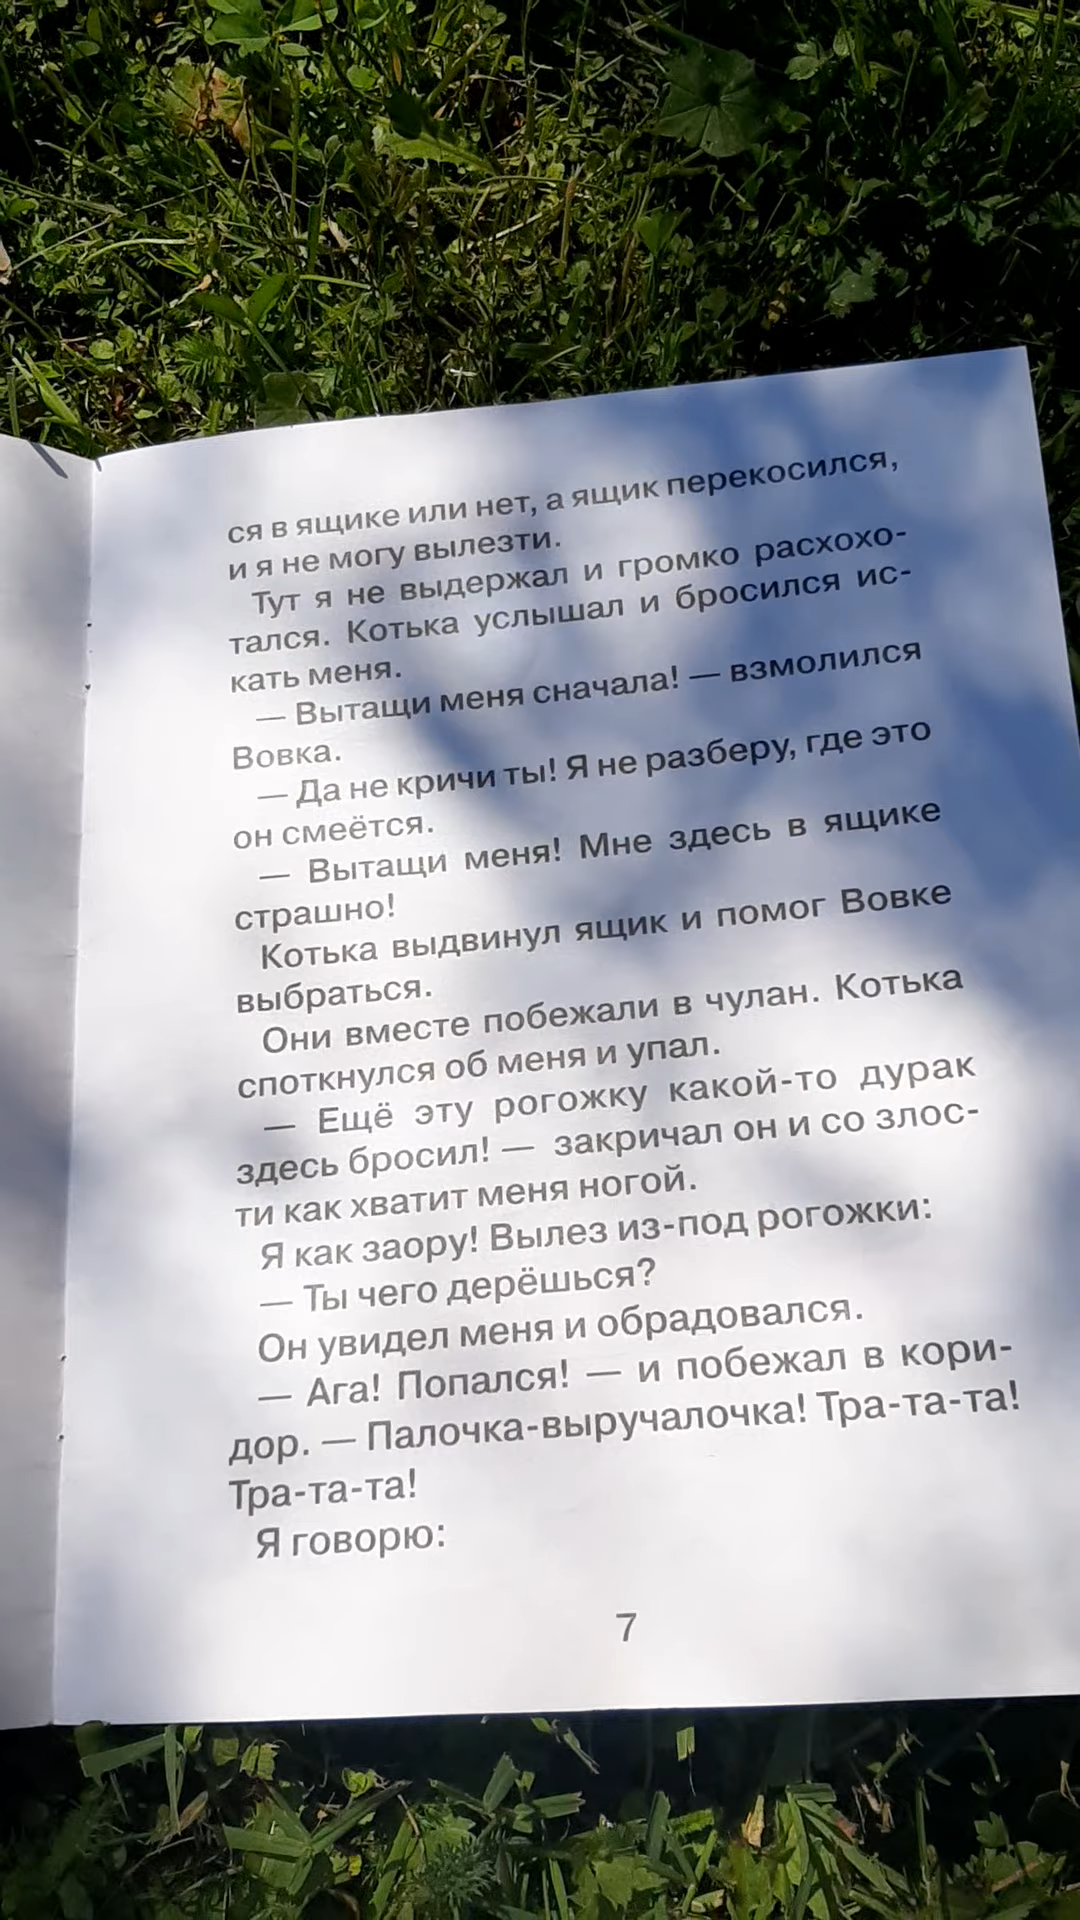 ся в ящике или нет, а ящик перекосился,
и я не могу вылезти.
Тут я не выдержал и громко расхохо-
тался. Котька услышал и бросился ис-
кать меня.
— Вытащи меня сначала! — взмолился
Вовка.
— Да не кричи ты! Я не разберу, где это
он смеётся.
— Вытащи меня! Мне здесь в ящике
страшно!
Котька выдвинул ящик и помог Вовке
выбраться.
Они вместе побежали в чулан. Котька
споткнулся об меня и упал.
— Ещё эту рогожку какой-то дурак
здесь бросил! — закричал он и со злос-
ти как хватит меня ногой.
Я как заору! Вылез из-под рогожки:
— Ты чего дерёшься?
Он увидел меня и обрадовался.
— Ага! Попался! — и побежал в кори-
дор. — Палочка-выручалочка! Тра-та-та!
Тра-та-та!
Я говорю:
7